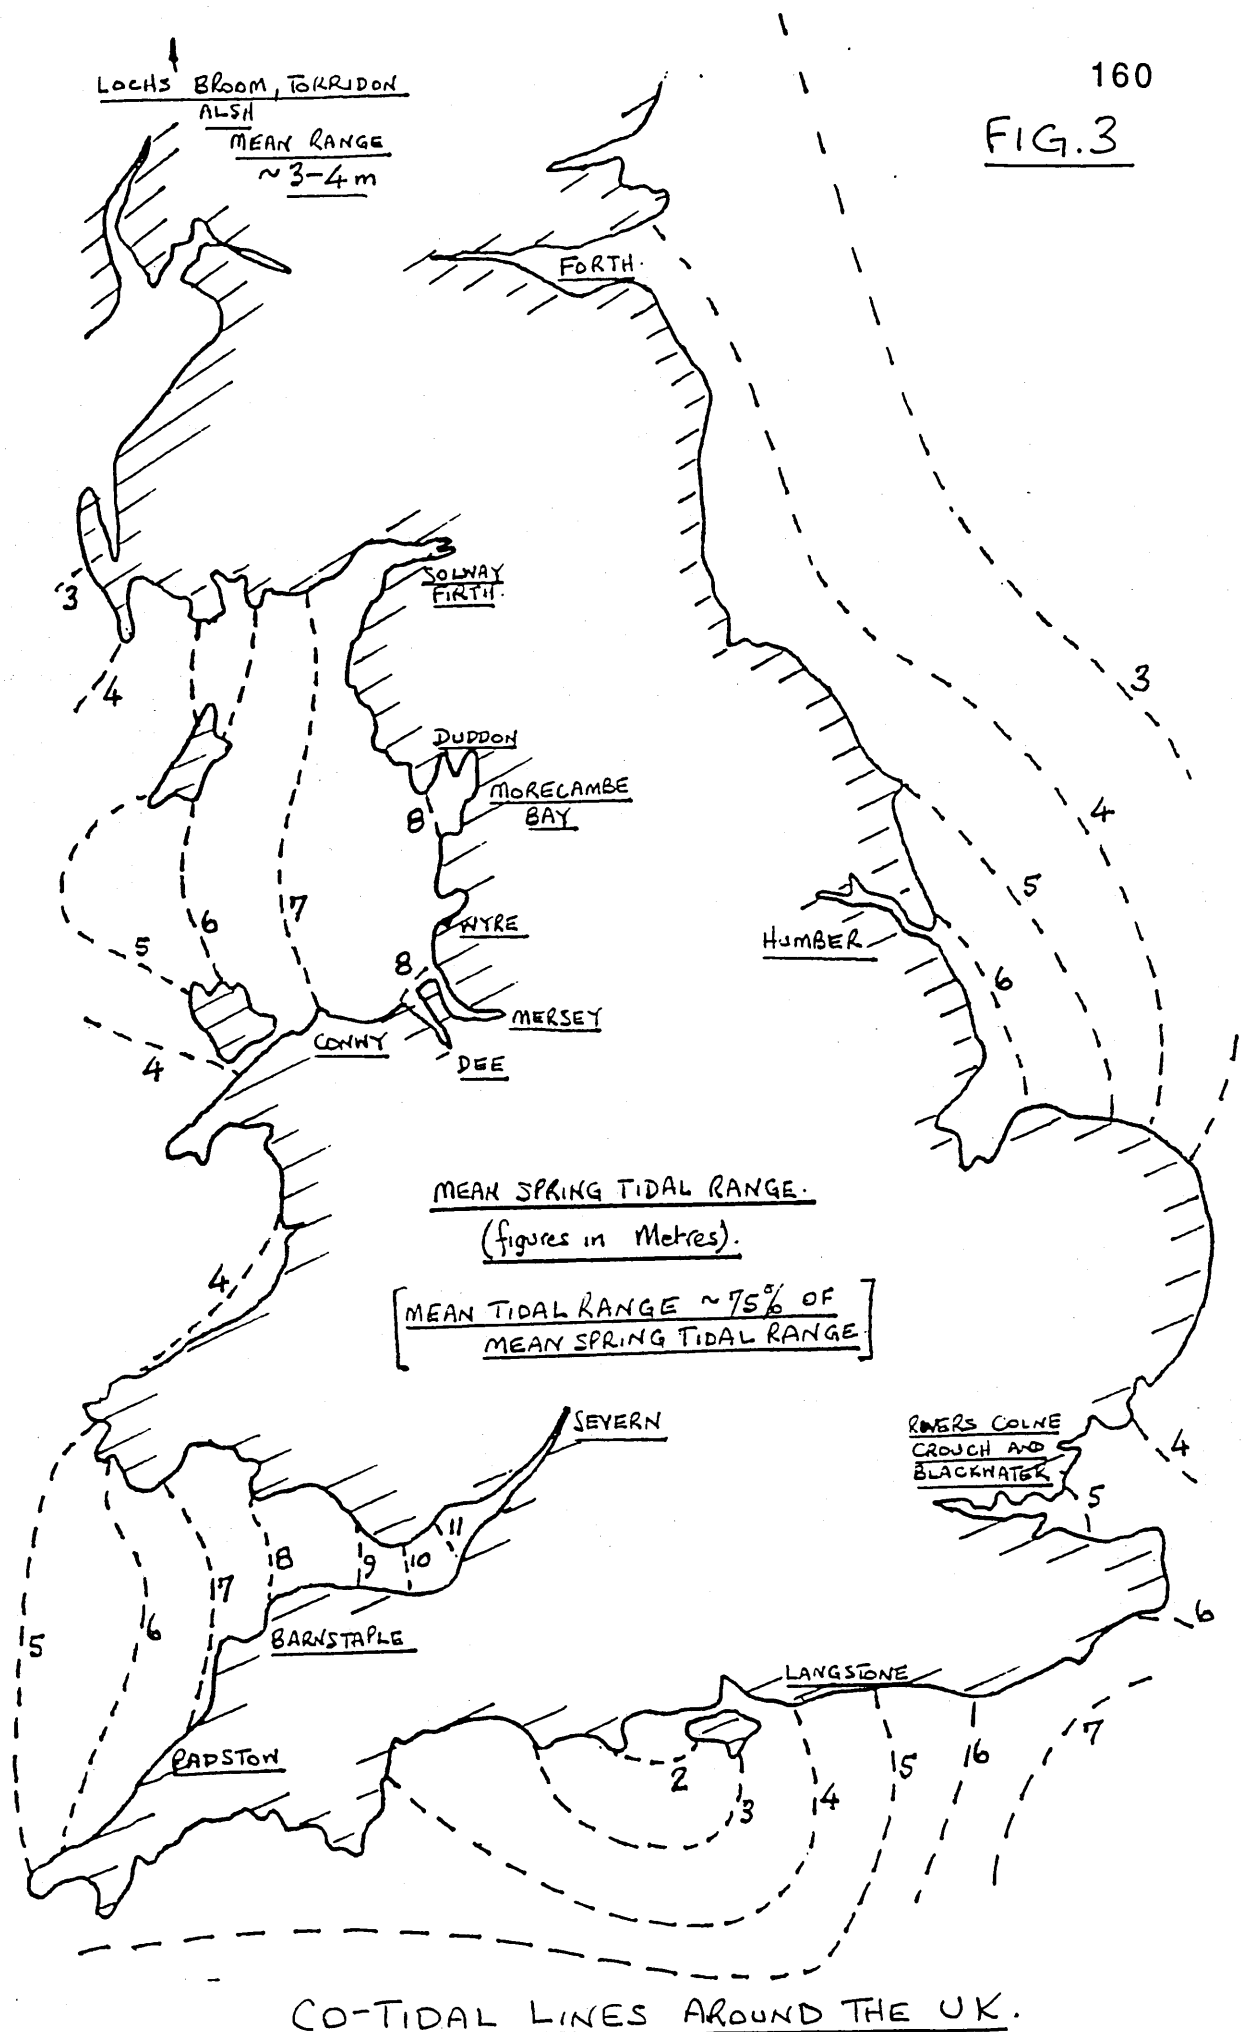 160
FIG.3
LOCHS BROOM, TORRIDON
ALSH
MEAN RANGE
~3-4m
FORTH.
SOLWAY
FIRTH.
3
4
3
DUDDON
MORECAMBE
BAY
8
4
5
7
6
5
WYRE
HUMBER
8
6
MERSEY
CONWY
DEE
4
MEAN SPRING TIDAL RANGE.
(figures in Metres).
4
[MEAN TIDAL RANGE ~75% OF
MEAN SPRING TIDAL RANGE]
SEVERN
RIVERS COLNE
CROUCH AND
BLACKWATER
4
5
11
10
9
8
7
6
5
6
BARNSTAPLE
LANGSTONE
PADSTOW
2
3
4
5
6
7
CO-TIDAL LINES AROUND THE UK.